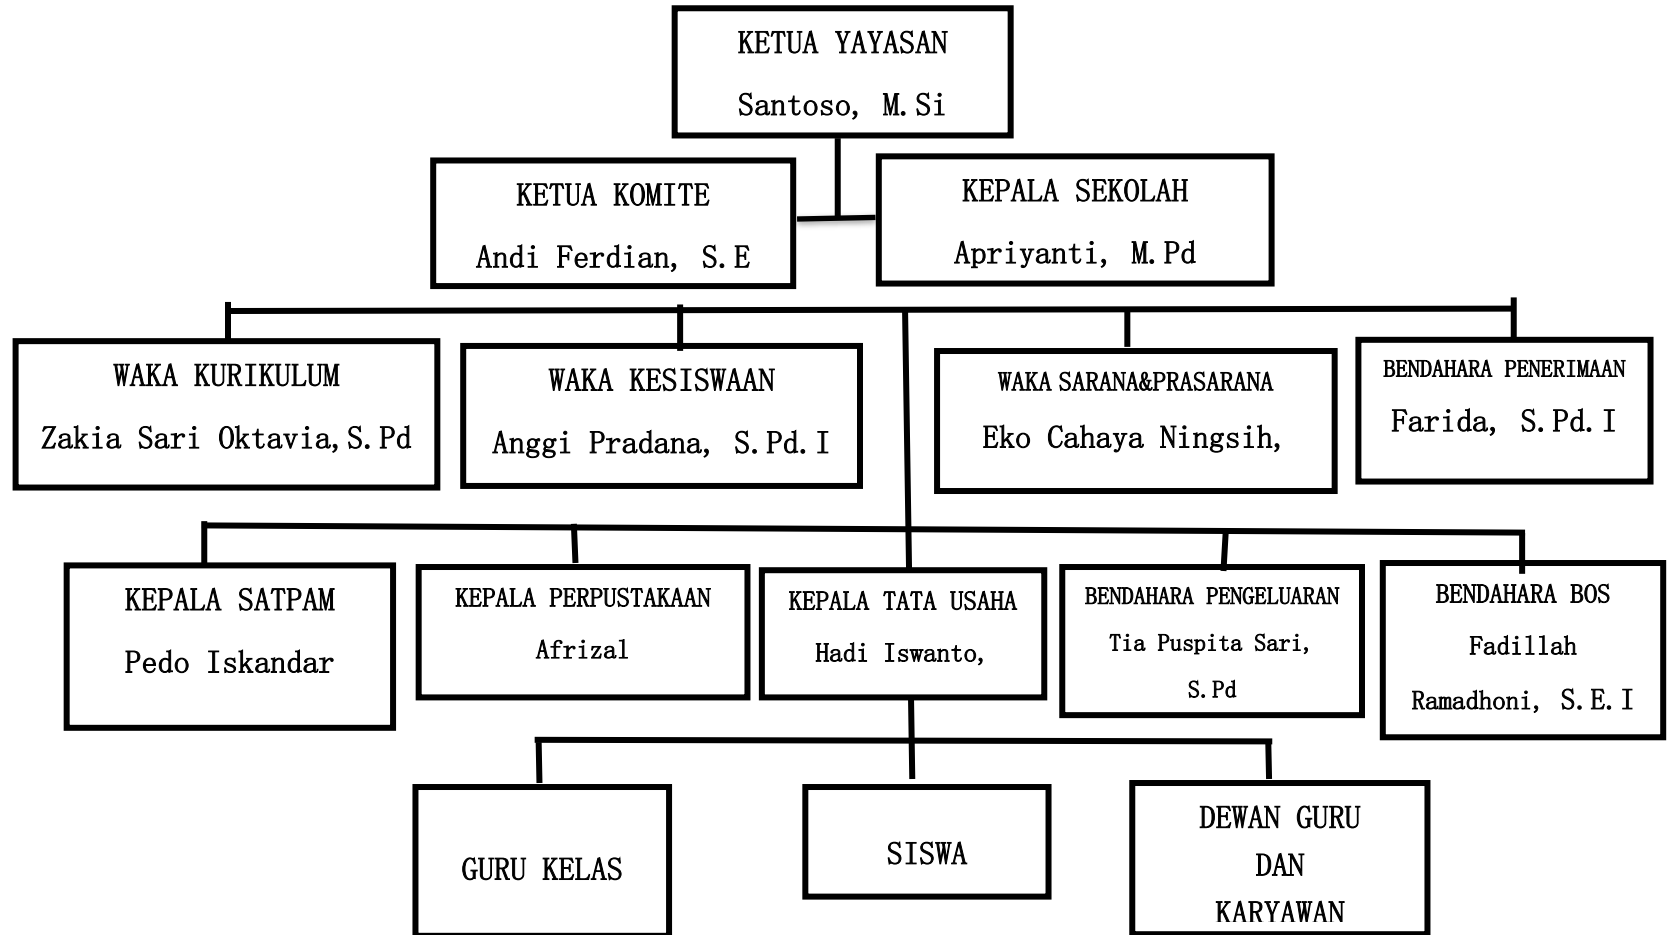 KETUA YAYASAN
Santoso, M.Si
KETUA KOMITE
Andi Ferdian, S.E
KEPALA SEKOLAH
Apriyanti, M.Pd
WAKA KURIKULUM
Zakia Sari Oktavia,S.Pd
WAKA KESISWAAN
Anggi Pradana, S.Pd.I
WAKA SARANA&PRASARANA
Eko Cahaya Ningsih,
BENDAHARA PENERIMAAN
Farida, S.Pd.I
KEPALA SATPAM
Pedo Iskandar
KEPALA PERPUSTAKAAN
Afrizal
KEPALA TATA USAHA
Hadi Iswanto,
BENDAHARA PENGELUARAN
Tia Puspita Sari,
S.Pd
BENDAHARA BOS
Fadillah
Ramadhoni, S.E.I
GURU KELAS
SISWA
DEWAN GURU
DAN
KARYAWAN